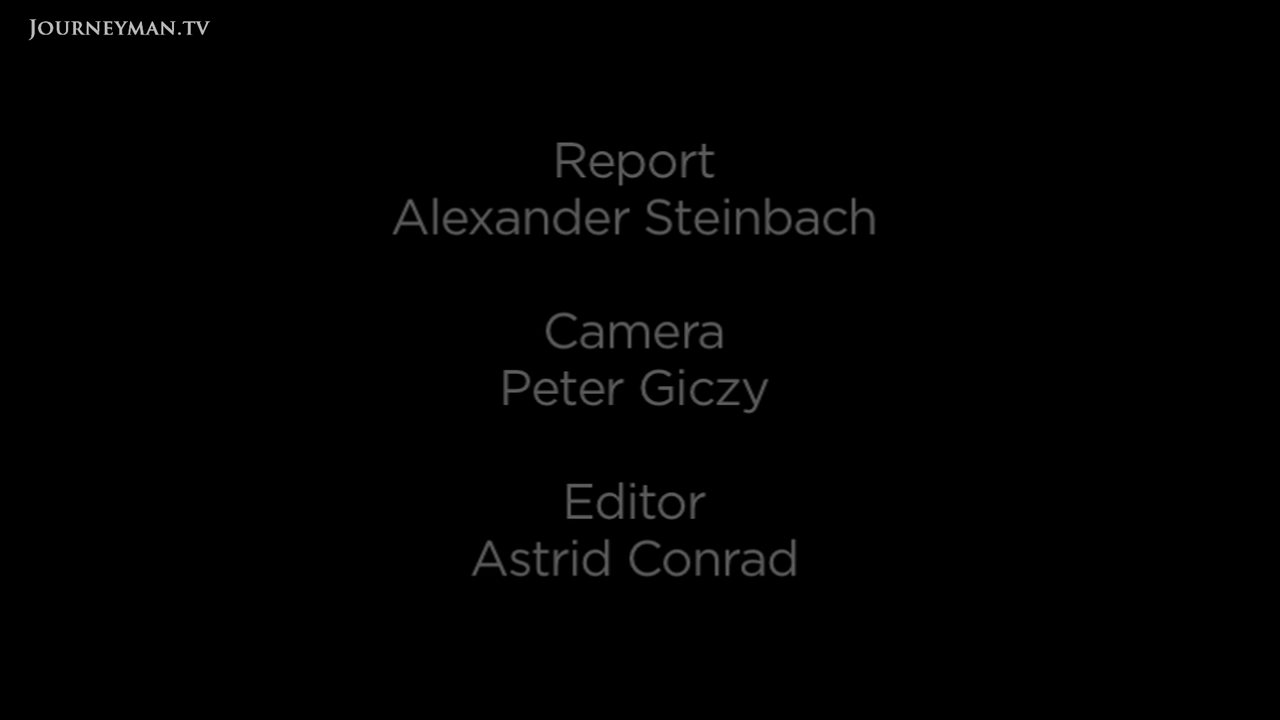 JOURNEYMAN.TV
Report
Alexander Steinbach
Camera
Peter Giczy
Editor
Astrid Conrad